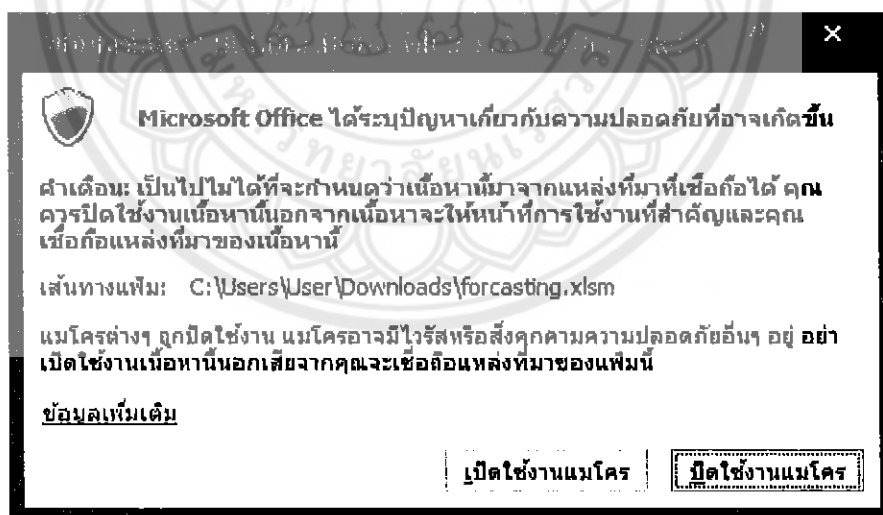 ×
Microsoft Office ได้ระบุปัญหาเกี่ยวกับความปลอดภัยที่อาจเกิดขึ้น
คำเตือน: เป็นไปไม่ได้ที่จะกำหนดว่าเนื้อหานี้มาจากแหล่งที่มาที่เชื่อถือได้ คุณ
ควรปิดใช้งานเนื้อหานี้นอกจากเนื้อหาจะให้หน้าที่การใช้งานที่สำคัญและคุณ
เชื่อถือแหล่งที่มาของเนื้อหานี้
เส้นทางแฟ้ม: C:\Users\User\Downloads\forcasting.xlsm
แมโครต่างๆ ถูกปิดใช้งาน แมโครอาจมีไวรัสหรือสิ่งคุกคามความปลอดภัยอื่นๆ อยู่ อย่า
เปิดใช้งานเนื้อหานี้นอกเสียจากคุณจะเชื่อถือแหล่งที่มาของแฟ้มนี้
ข้อมูลเพิ่มเติม
เปิดใช้งานแมโคร ปิดใช้งานแมโคร